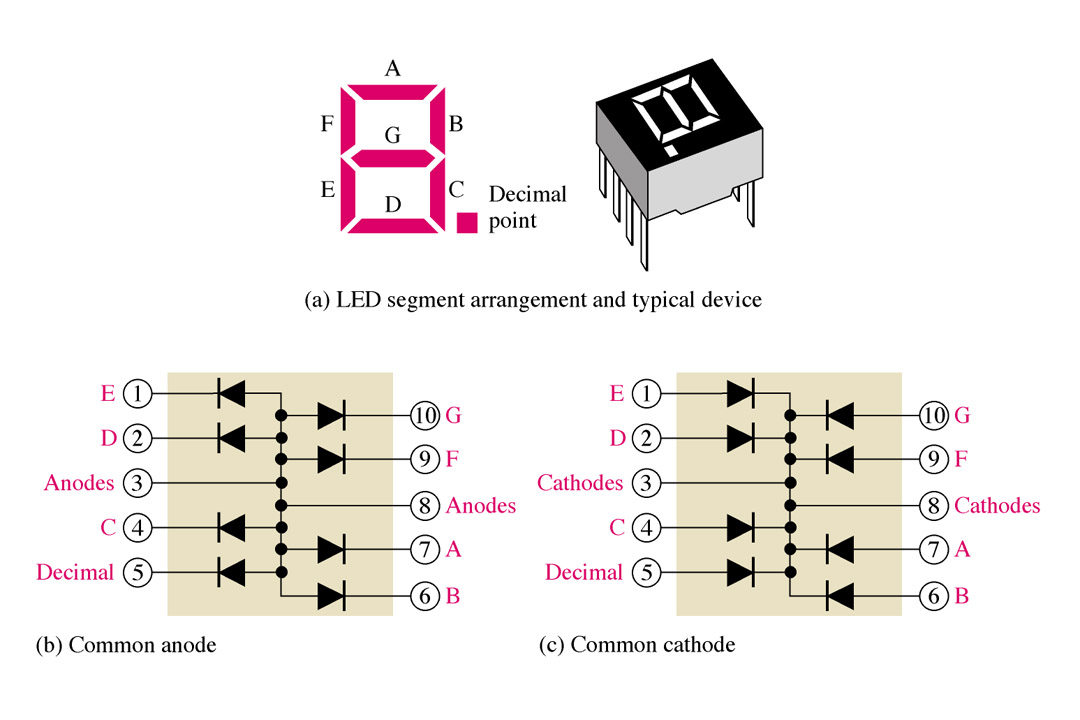 A
F
B
G
E
C
D
Decimal
point
(a) LED segment arrangement and typical device
E 1
10 G
D 2
9 F
Anodes 3
8 Anodes
C 4
7 A
Decimal 5
6 B
(b) Common anode
E 1
10 G
D 2
9 F
Cathodes 3
8 Cathodes
C 4
7 A
Decimal 5
6 B
(c) Common cathode